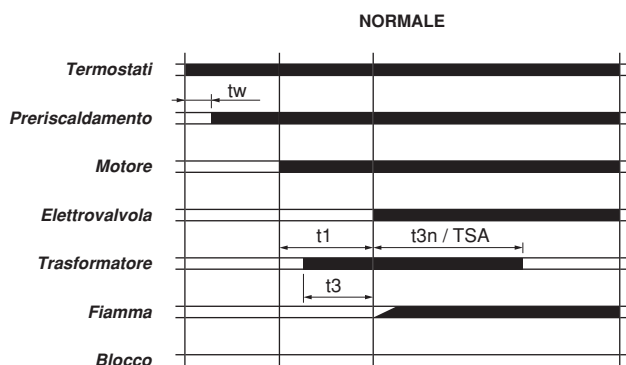 NORMALE
Termostati
tw
Preriscaldamento
Motore
Elettrovalvola
t1
t3n / TSA
Trasformatore
t3
Fiamma
Blocco